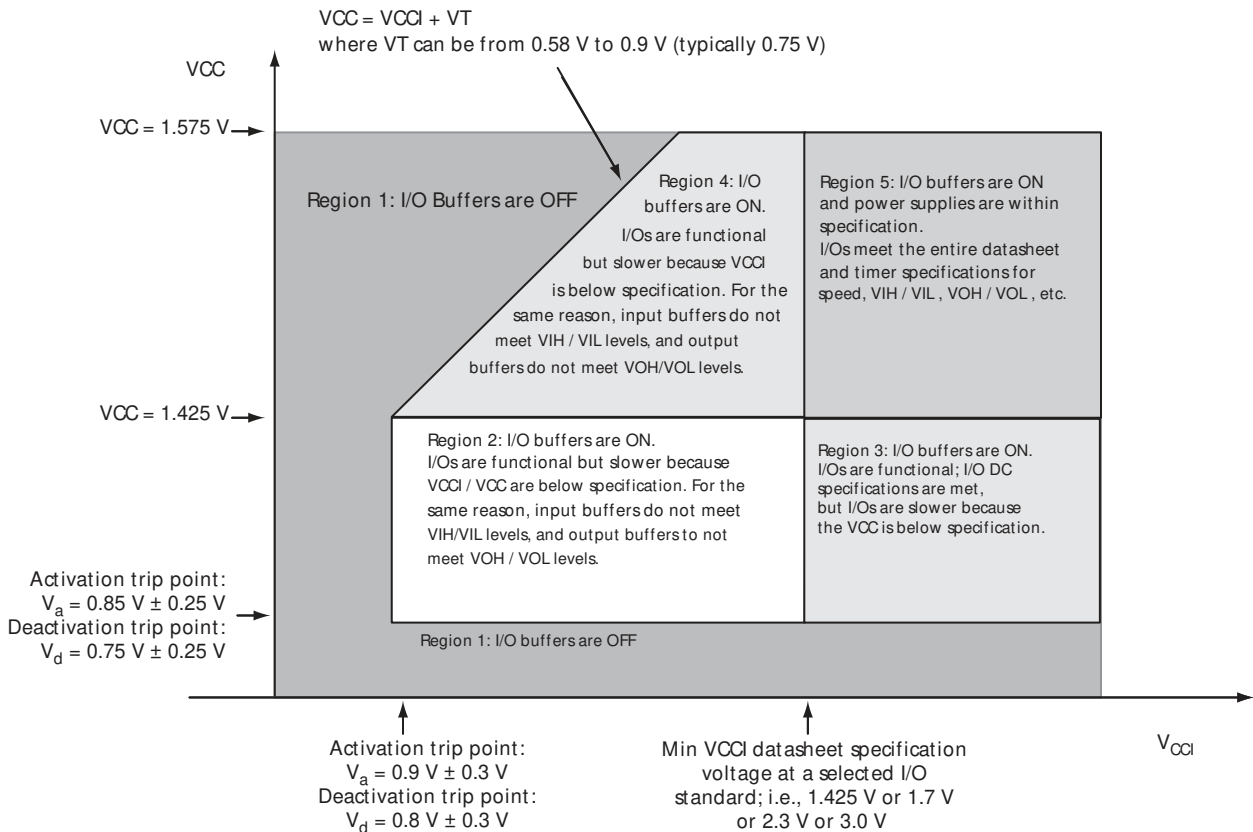 VCC = VCCI + VT
where VT can be from 0.58 V to 0.9 V (typically 0.75 V)
VCC
VCC = 1.575 V
Region 1: I/O Buffers are OFF
Region 4: I/O
buffers are ON.
I/Os are functional
but slower because VCCI
is below specification. For the
same reason, input buffers do not
meet VIH / VIL levels, and output
buffers do not meet VOH/VOL levels.
Region 5: I/O buffers are ON
and power supplies are within
specification.
I/Os meet the entire datasheet
and timer specifications for
speed, VIH / VIL , VOH / VOL , etc.
VCC = 1.425 V
Region 2: I/O buffers are ON.
I/Os are functional but slower because
VCCI / VCC are below specification. For the
same reason, input buffers do not meet
VIH/VIL levels, and output buffers to not
meet VOH / VOL levels.
Region 3: I/O buffers are ON.
I/Os are functional; I/O DC
specifications are met,
but I/Os are slower because
the VCC is below specification.
Activation trip point:
Va = 0.85 V ± 0.25 V
Deactivation trip point:
Vd = 0.75 V ± 0.25 V
Region 1: I/O buffers are OFF
Activation trip point:
Va = 0.9 V ± 0.3 V
Deactivation trip point:
Vd = 0.8 V ± 0.3 V
Min VCCI datasheet specification
voltage at a selected I/O
standard; i.e., 1.425 V or 1.7 V
or 2.3 V or 3.0 V
VCCI